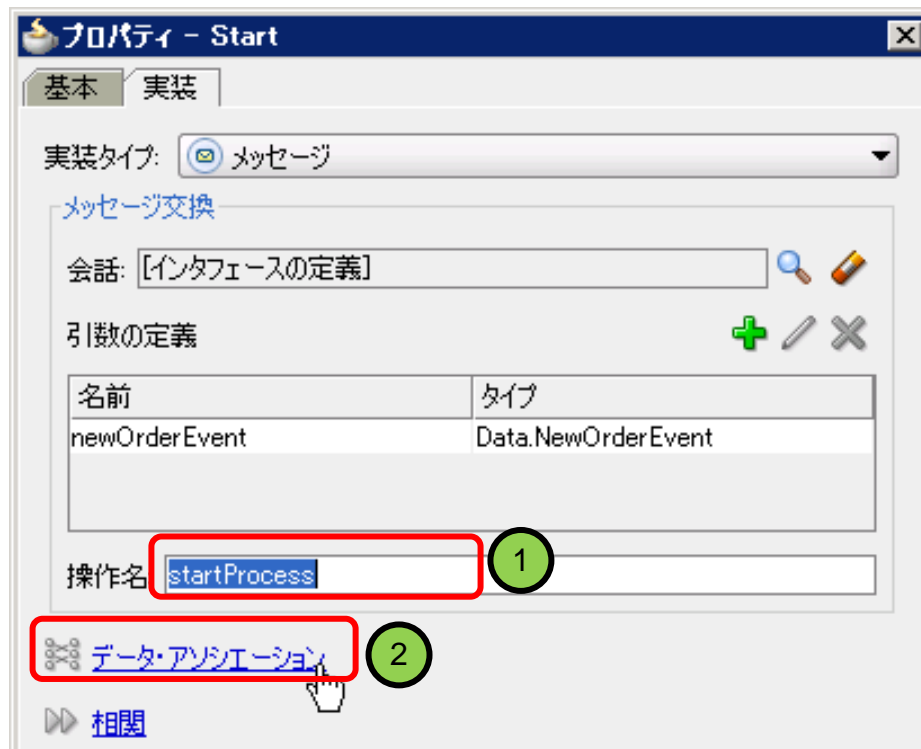 プロパティ - Start
基本 実装
実装タイプ: メッセージ
メッセージ交換
会話: [インタフェースの定義]
引数の定義
名前 タイプ
newOrderEvent Data.NewOrderEvent
操作名 startProcess 1
データ・アソシエーション 2
相関